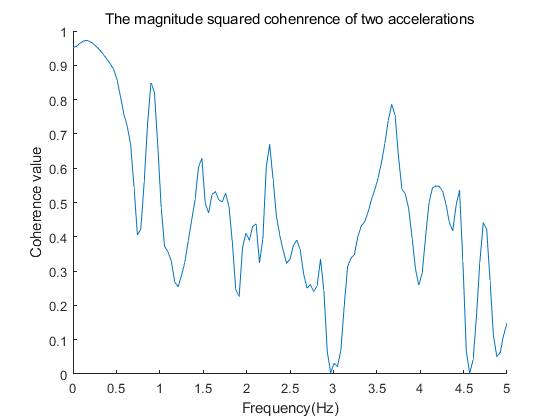 The magnitude squared cohenrence of two accelerations
1
0.9
0.8
0.7
0.6
0.5
0.4
0.3
0.2
0.1
0
Coherence value
0 0.5 1 1.5 2 2.5 3 3.5 4 4.5 5
Frequency(Hz)